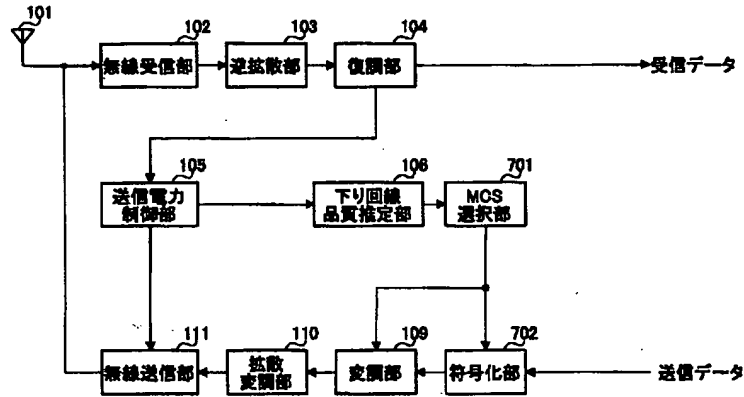 101
102
103
104
無線受信部
逆拡散部
復調部
受信データ
105
106
701
送信電力
制御部
下り回線
品質推定部
MCS
選択部
111
110
109
702
無線送信部
拡散
変調部
変調部
符号化部
送信データ